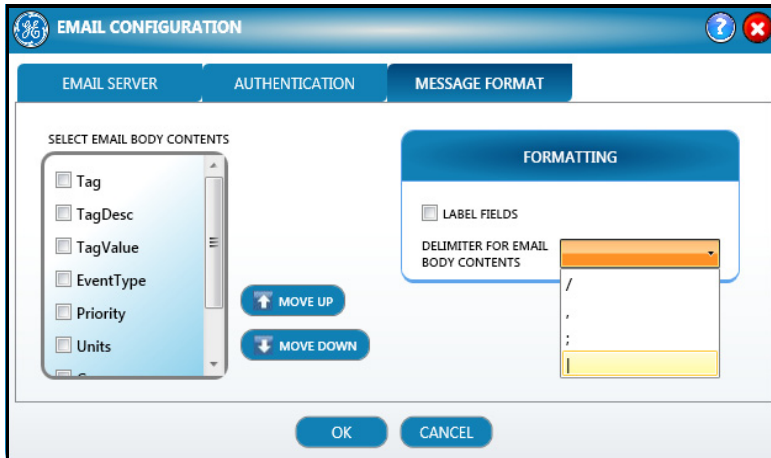 EMAIL CONFIGURATION
?
EMAIL SERVER
AUTHENTICATION
MESSAGE FORMAT
SELECT EMAIL BODY CONTENTS
Tag
TagDesc
TagValue
EventType
Priority
Units
MOVE UP
MOVE DOWN
FORMATTING
LABEL FIELDS
DELIMITER FOR EMAIL
BODY CONTENTS
/
,
;
|
OK
CANCEL